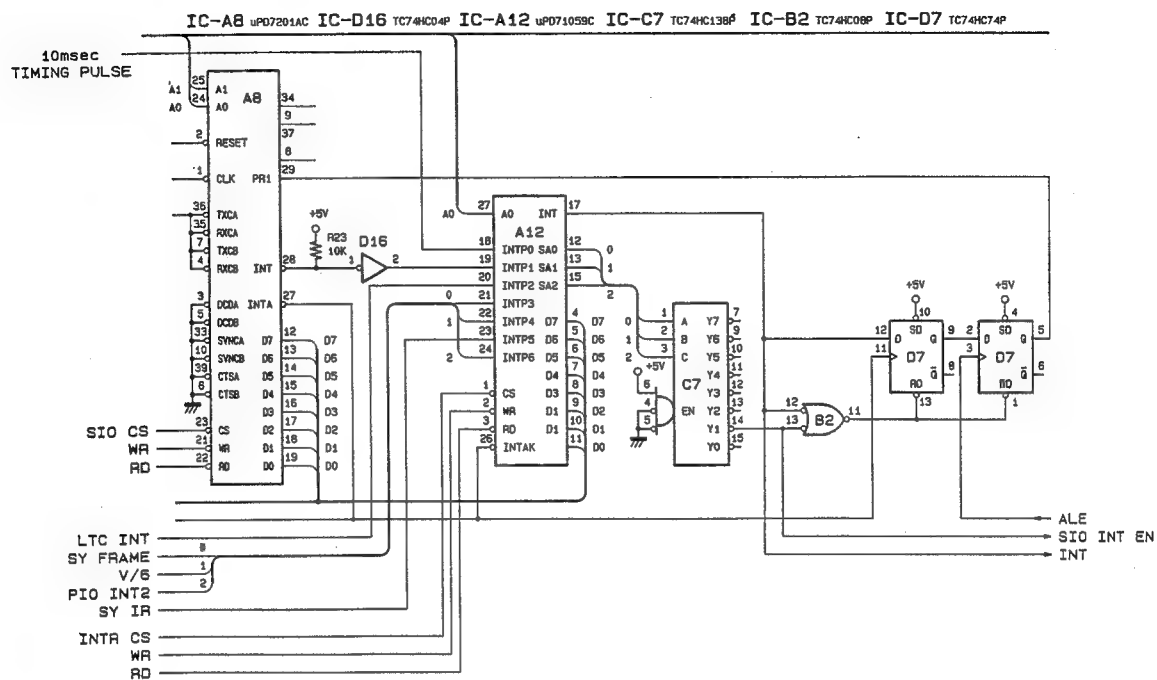 IC-A8 uPD7201AC IC-D16 TC74HC04P IC-A12 uPD71059C IC-C7 TC74HC138P IC-B2 TC74HC08P IC-D7 TC74HC74P
10msec
TIMING PULSE
A1 25 A1 A8 34
A0 24 A0 9
2 RESET 37
8
1 CLK PR1 29
36 TXCA
35 RXCA
7 TXCB
4 RXCB INT 28
+5V
R23
10K
D16
1 2
3 DCDA INTA 27
5 DCDB
33 SYNCA D7 12 D7
10 SYNCB D6 13 D6
39 CTSA D5 14 D5
6 CTSB D4 15 D4
D3 16 D3
SIO CS 23 CS D2 17 D2
WR 21 WR D1 18 D1
RD 22 RD D0 19 D0
A0 27 A0 INT 17
A12
18 INTP0 SA0 12 0
19 INTP1 SA1 13 1
20 INTP2 SA2 15 2
0 21 INTP3
1 22 INTP4 D7 4 D7
23 INTP5 D6 5 D6
2 24 INTP6 D5 6 D5
D4 7 D4
1 CS D3 8 D3
2 WR D1 9 D2
3 RD D1 10 D1
26 INTAK 11 D0
0 1 A Y7 7
1 2 B Y6 9
2 3 C Y5 10
+5V Y4 11
6 C7 Y3 12
4 EN Y2 13
5 Y1 14
Y0 15
12
13 B2 11
+5V +5V
10 4
12 D SD Q 9 2 D SD Q 5
11 D7 3 D7
Q 8 Q 6
RD RD
13 1
LTC INT
SY FRAME 0
V/6 1
PIO INT2 2
SY IR
INTR CS
WR
RD
ALE
SIO INT EN
INT